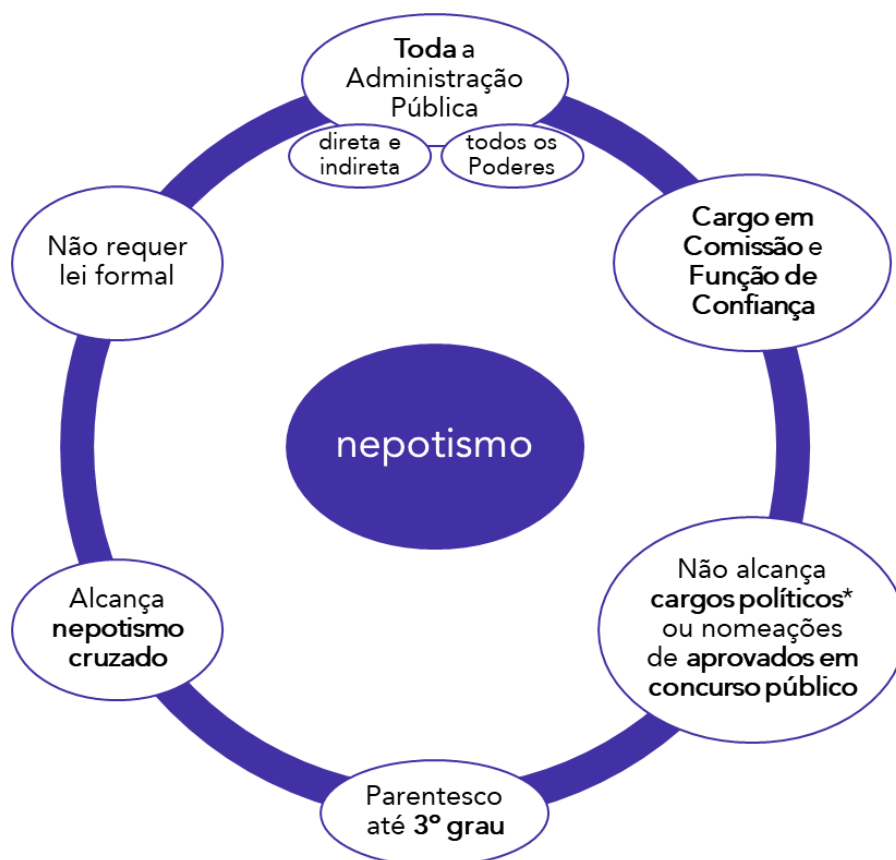 Toda a
Administração
Pública
direta e
indireta
todos os
Poderes
Cargo em
Comissão e
Função de
Confiança
Não alcança
cargos políticos*
ou nomeações
de aprovados em
concurso público
Parentesco
até 3º grau
Alcança
nepotismo
cruzado
Não requer
lei formal
nepotismo